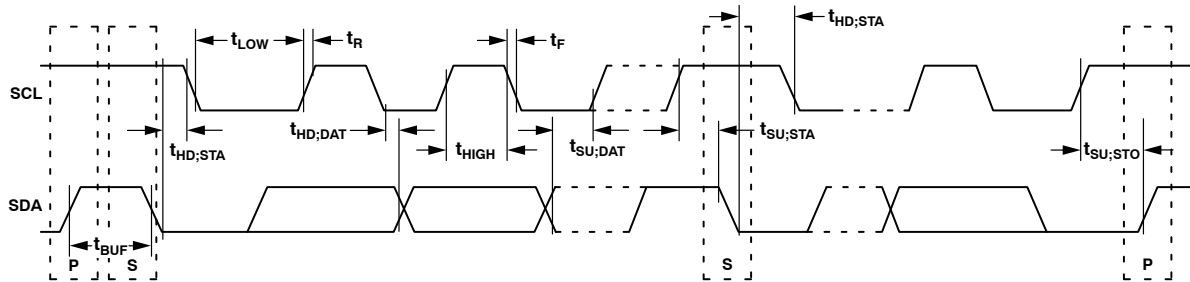 tHD;STA
tLOW
tR
tF
SCL
tHD;DAT
tSU;DAT
tSU;STA
tHD;STA
tHIGH
tSU;STO
SDA
tBUF
P
S
S
P